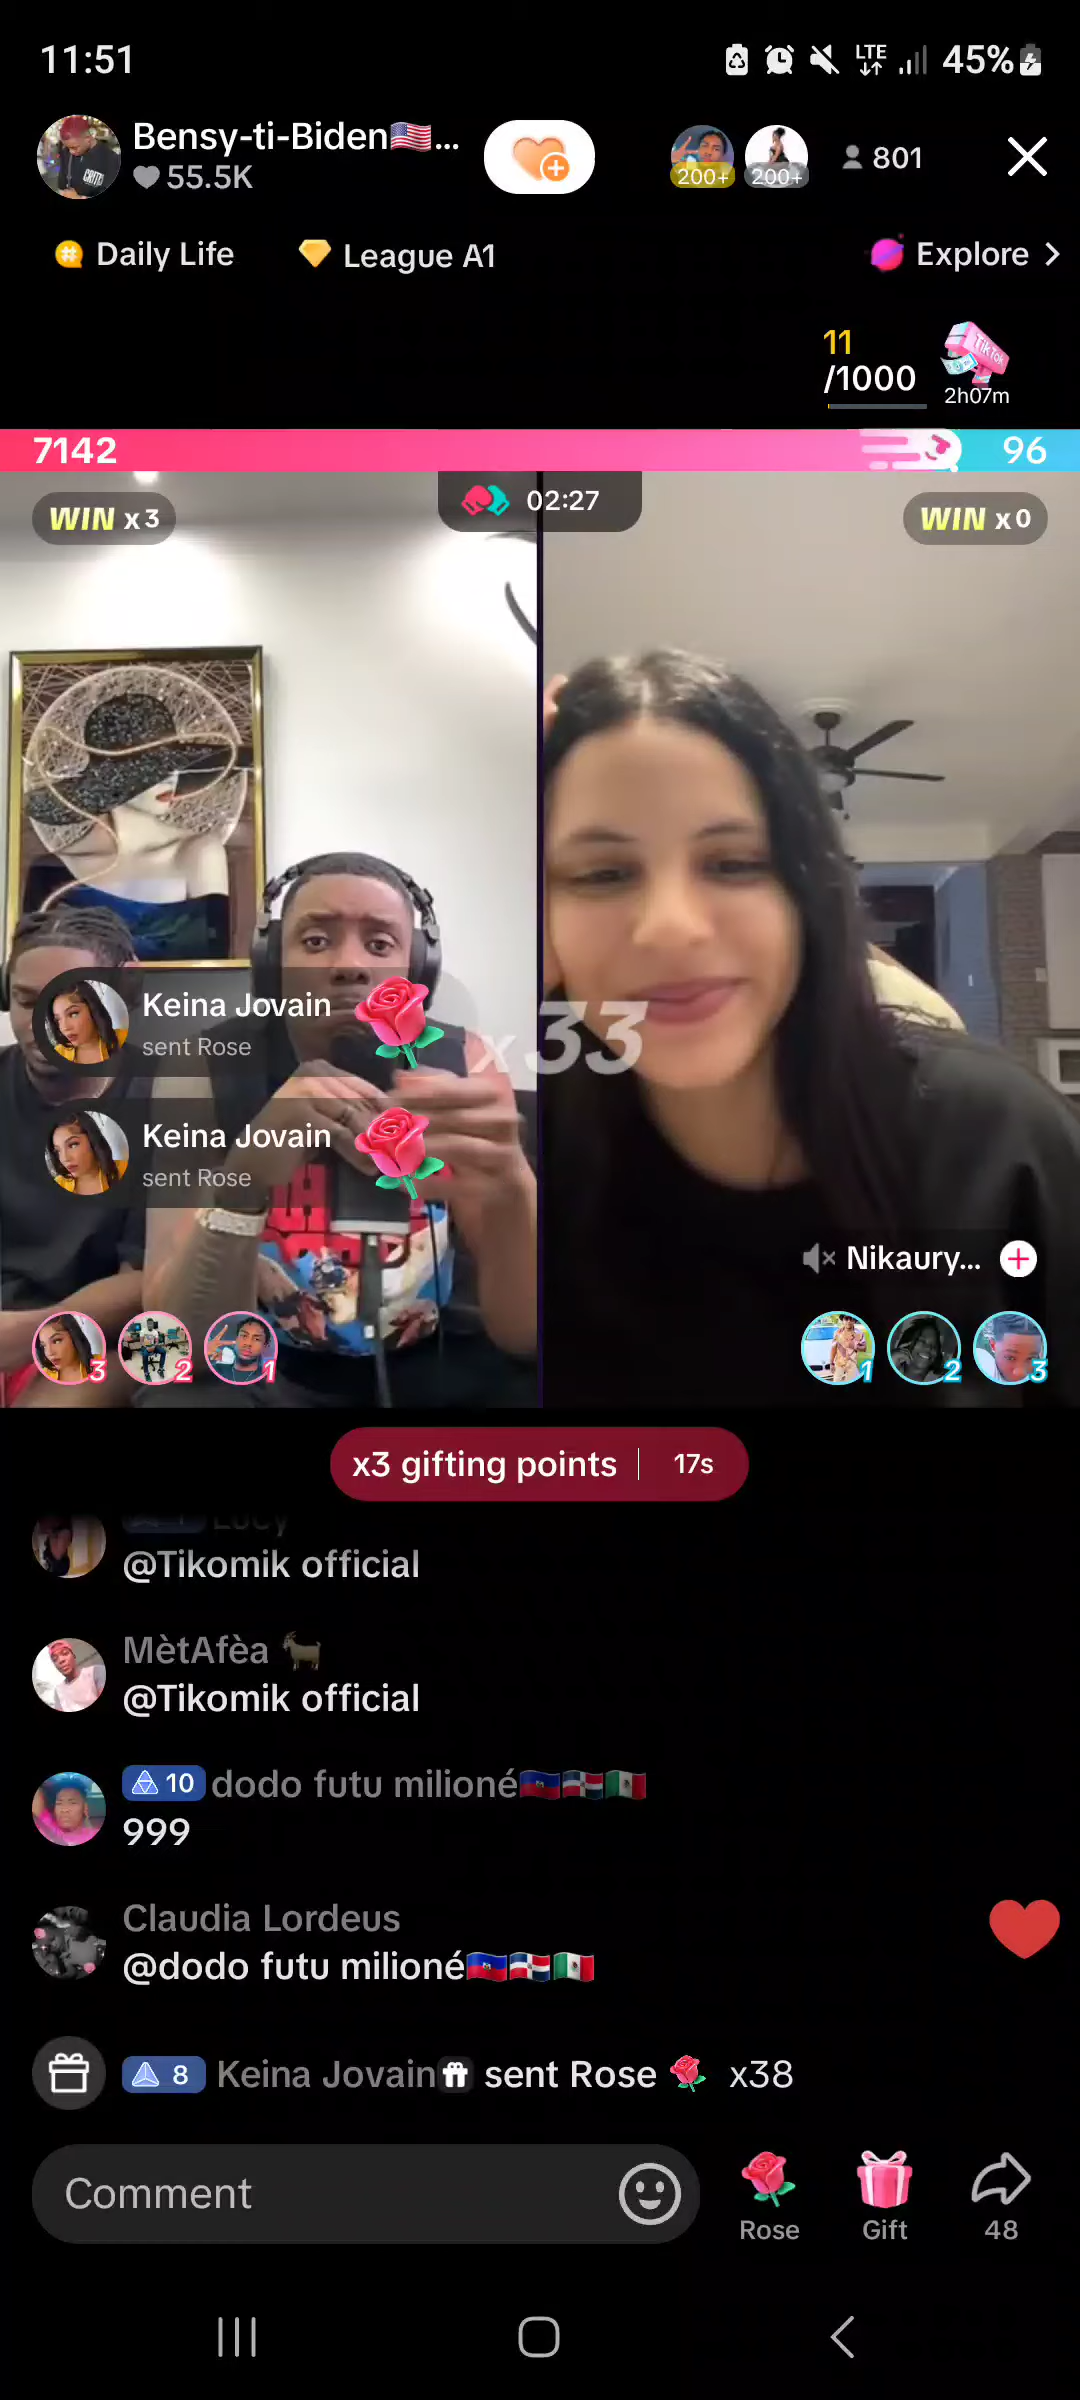 11:51
LTE
45%
Bensy-ti-Biden🇺🇸...
55.5K
200+
200+
801
Daily Life
League A1
Explore
11
/1000
TikTok
2h07m
7142
96
WIN x3
02:27
WIN x0
Keina Jovain
sent Rose
x33
Keina Jovain
sent Rose
Nikaury...
3
2
1
1
2
3
x3 gifting points
17s
Lucy
@Tikomik official
MètAfèa 🐐
@Tikomik official
10 dodo futu milioné🇭🇹🇩🇴🇲🇽
999
Claudia Lordeus
@dodo futu milioné🇭🇹🇩🇴🇲🇽
8 Keina Jovain sent Rose 🌹 x38
Comment
Rose
Gift
48